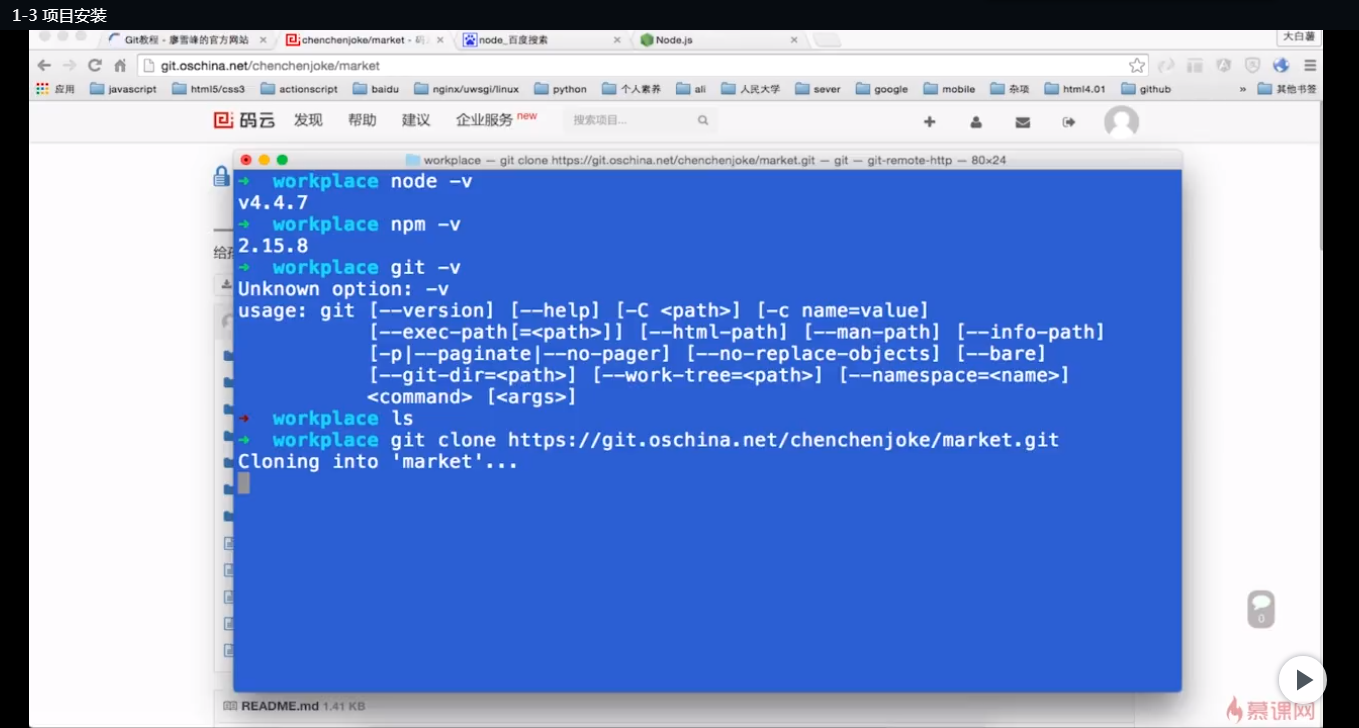 1-3 项目安装
Git教程 - 廖雪峰的官方网站 × chenchenjoke/market - 码 × node_百度搜索 × Node.js × 大白薯
git.oschina.net/chenchenjoke/market
应用 javascript html5/css3 actionscript baidu nginx/uwsgi/linux python 个人素养 ali 人民大学 sever google mobile 杂项 html4.01 github » 其他书签
码云 发现 帮助 建议 企业服务 new 搜索项目...
workplace — git clone https://git.oschina.net/chenchenjoke/market.git — git — git-remote-http — 80×24
➜ workplace node -v
v4.4.7
➜ workplace npm -v
2.15.8
➜ workplace git -v
Unknown option: -v
usage: git [--version] [--help] [-C <path>] [-c name=value]
[--exec-path[=<path>]] [--html-path] [--man-path] [--info-path]
[-p|--paginate|--no-pager] [--no-replace-objects] [--bare]
[--git-dir=<path>] [--work-tree=<path>] [--namespace=<name>]
<command> [<args>]
➜ workplace ls
➜ workplace git clone https://git.oschina.net/chenchenjoke/market.git
Cloning into 'market'...
给
0
README.md 1.41 KB
慕课网